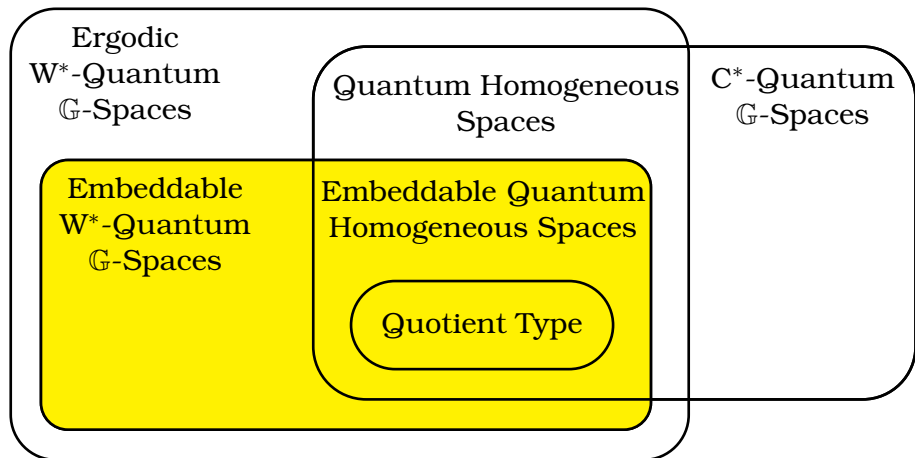 Ergodic
W*-Quantum
𝔾-Spaces
Quantum Homogeneous
Spaces
C*-Quantum
𝔾-Spaces
Embeddable
W*-Quantum
𝔾-Spaces
Embeddable Quantum
Homogeneous Spaces
Quotient Type